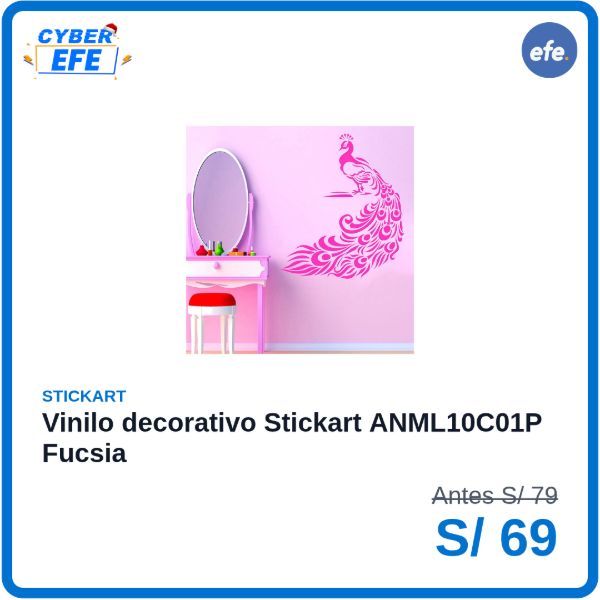 CYBER
EFE
efe.
STICKART
Vinilo decorativo Stickart ANML10C01P
Fucsia
Antes S/ 79
S/ 69